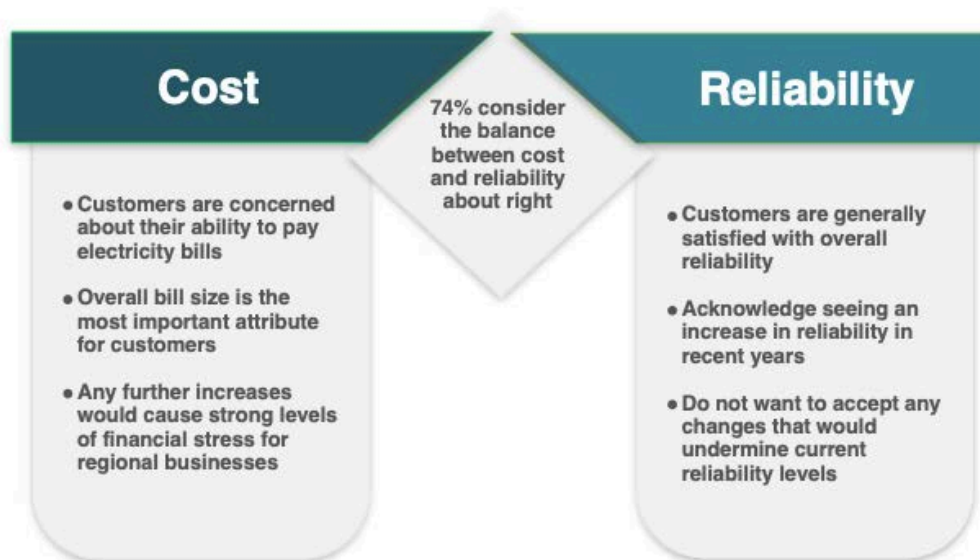 Cost
• Customers are concerned
about their ability to pay
electricity bills
• Overall bill size is the
most important attribute
for customers
• Any further increases
would cause strong levels
of financial stress for
regional businesses
74% consider
the balance
between cost
and reliability
about right
Reliability
• Customers are generally
satisfied with overall
reliability
• Acknowledge seeing an
increase in reliability in
recent years
• Do not want to accept any
changes that would
undermine current
reliability levels